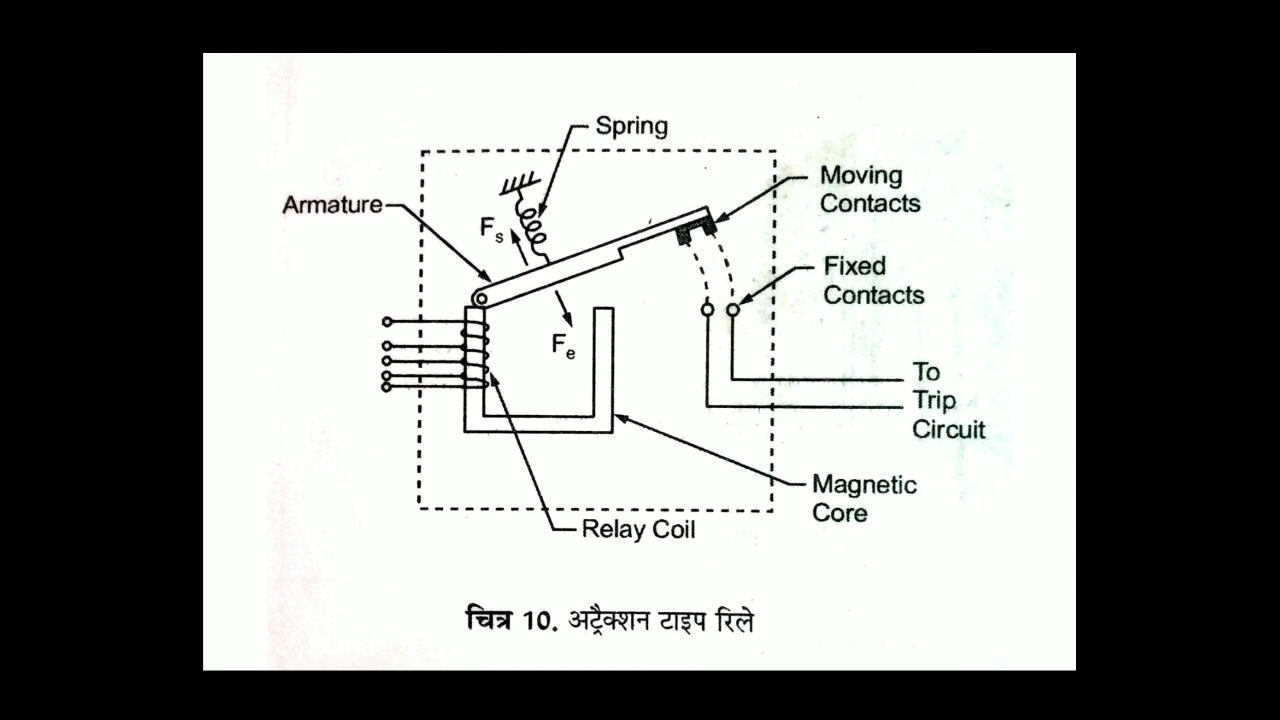 Spring
Armature
Moving
Contacts
Fs
Fixed
Contacts
Fe
To
Trip
Circuit
Magnetic
Core
Relay Coil
चित्र 10. अट्रैक्शन टाइप रिले